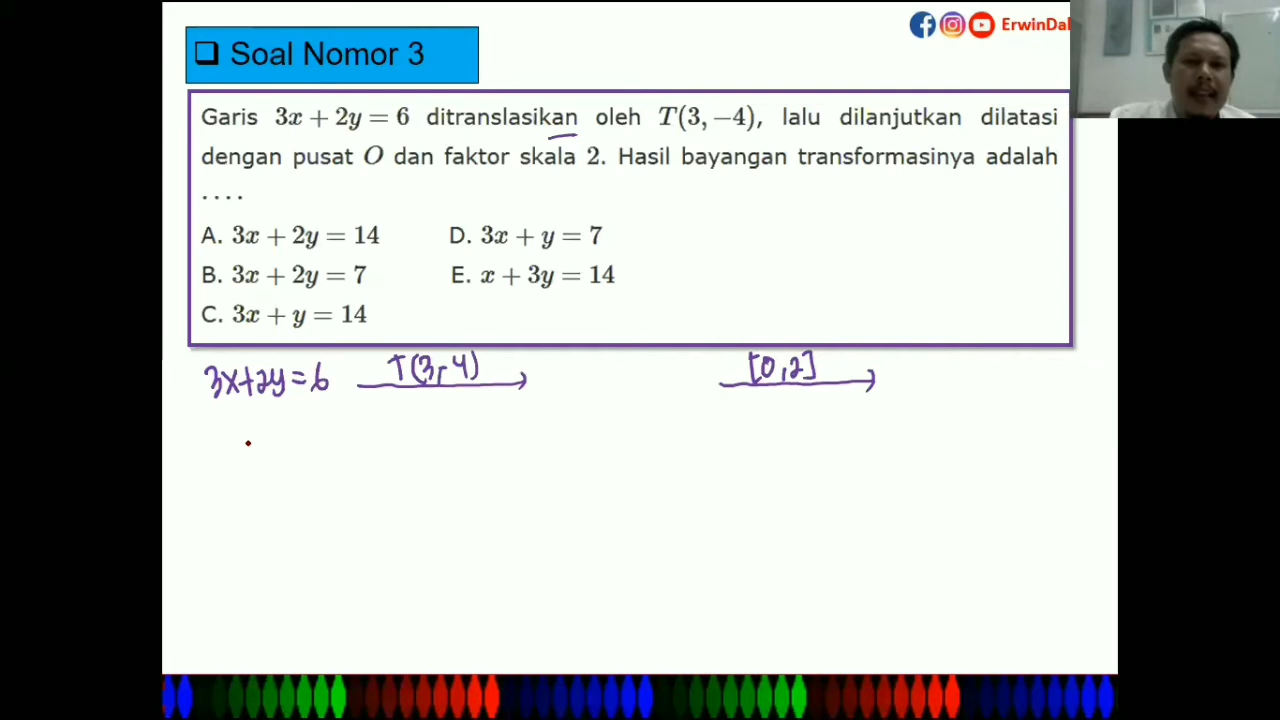 ErwinDal
❑ Soal Nomor 3
Garis 3x + 2y = 6 ditranslasikan oleh T(3, −4), lalu dilanjutkan dilatasi
dengan pusat O dan faktor skala 2. Hasil bayangan transformasinya adalah
....
A. 3x + 2y = 14
D. 3x + y = 7
B. 3x + 2y = 7
E. x + 3y = 14
C. 3x + y = 14
3x+2y=6 T(3,-4) [0,2]